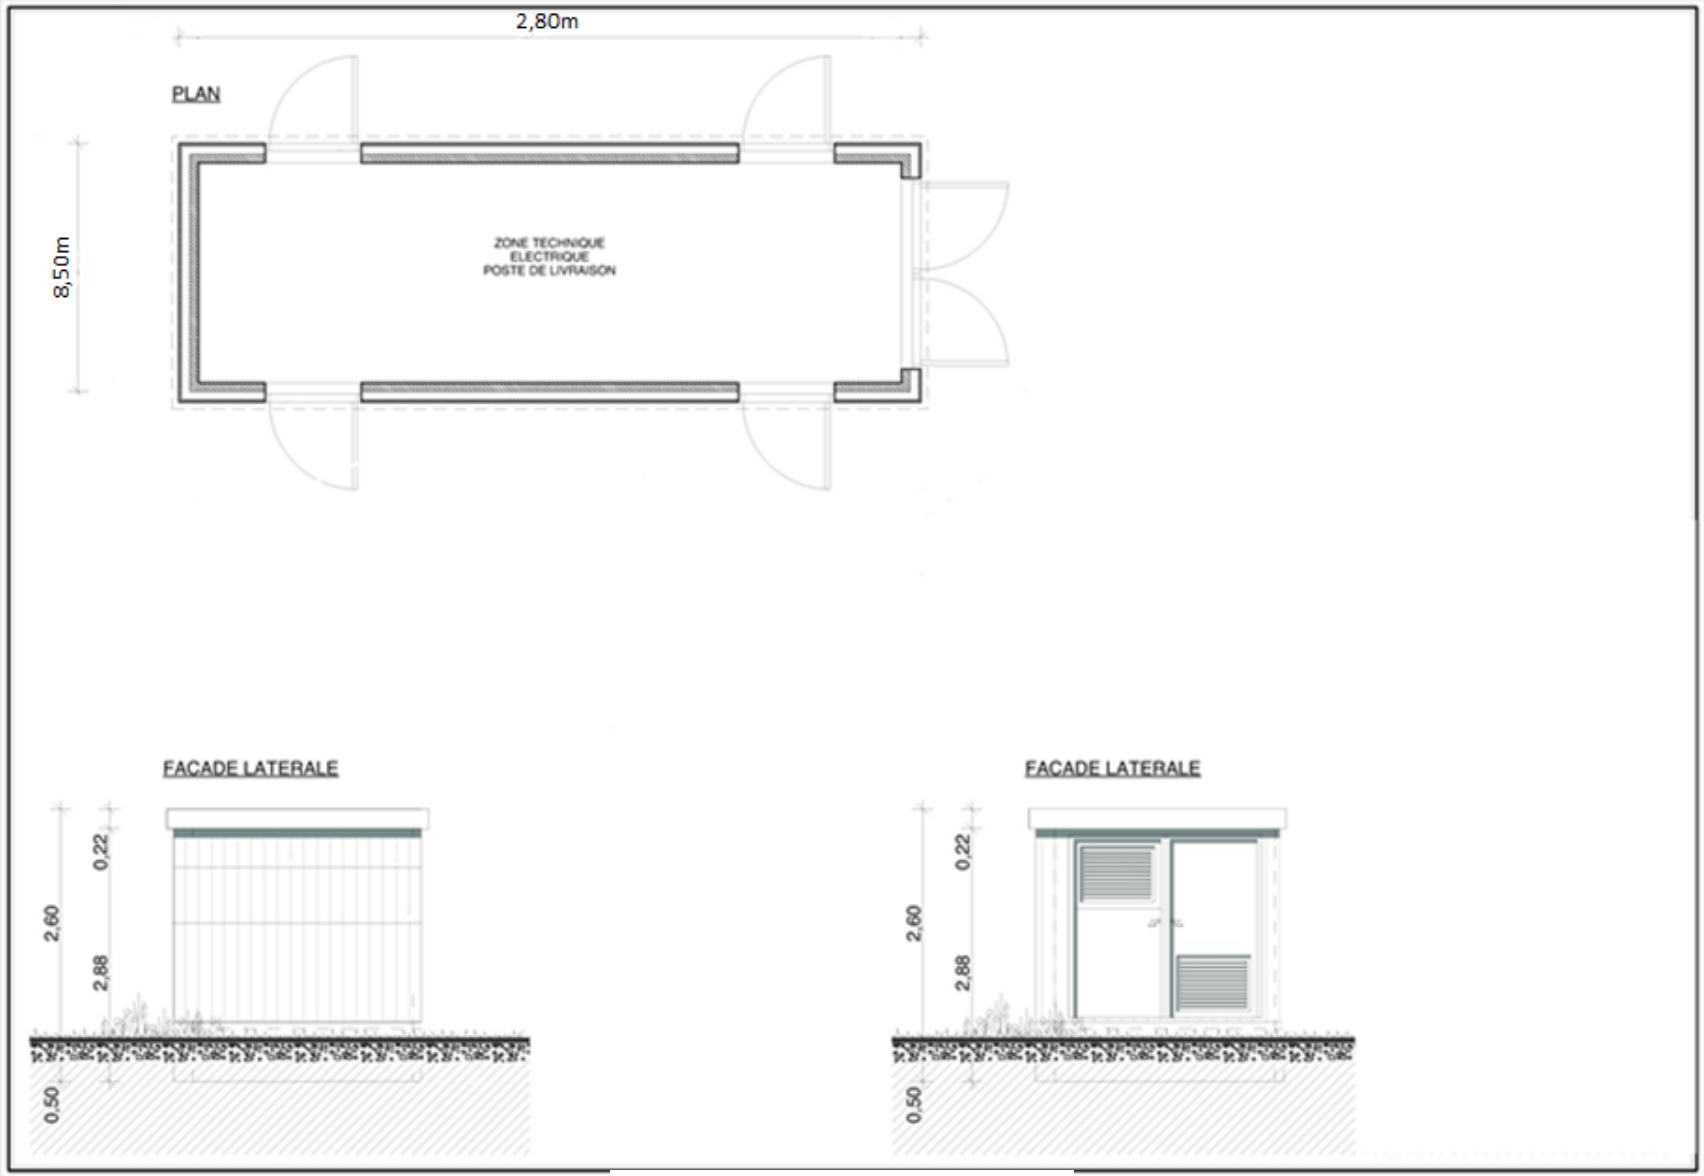 2,80m
PLAN
8,50m
ZONE TECHNIQUE
ELECTRIQUE
POSTE DE LIVRAISON
FACADE LATERALE
0,22
2,60
2,88
0,50
FACADE LATERALE
0,22
2,60
2,88
0,50